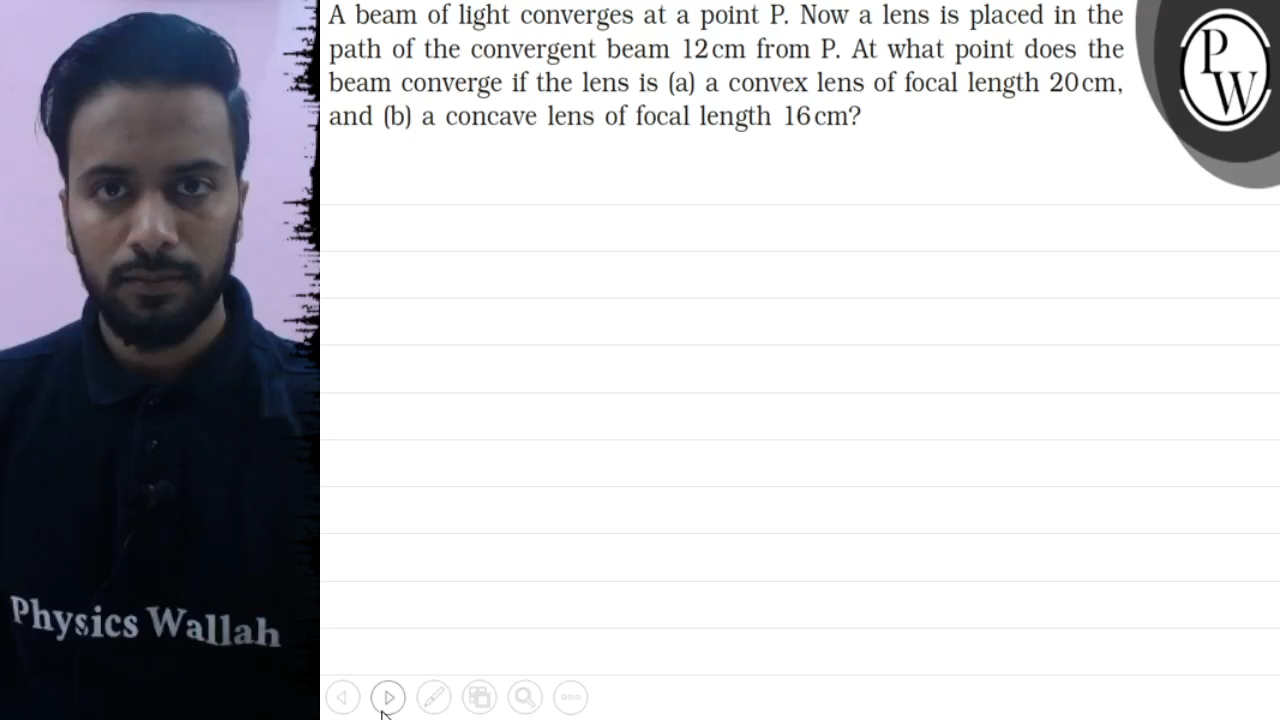 A beam of light converges at a point P. Now a lens is placed in the
path of the convergent beam 12 cm from P. At what point does the
beam converge if the lens is (a) a convex lens of focal length 20 cm,
and (b) a concave lens of focal length 16 cm?
P
W
Physics Wallah